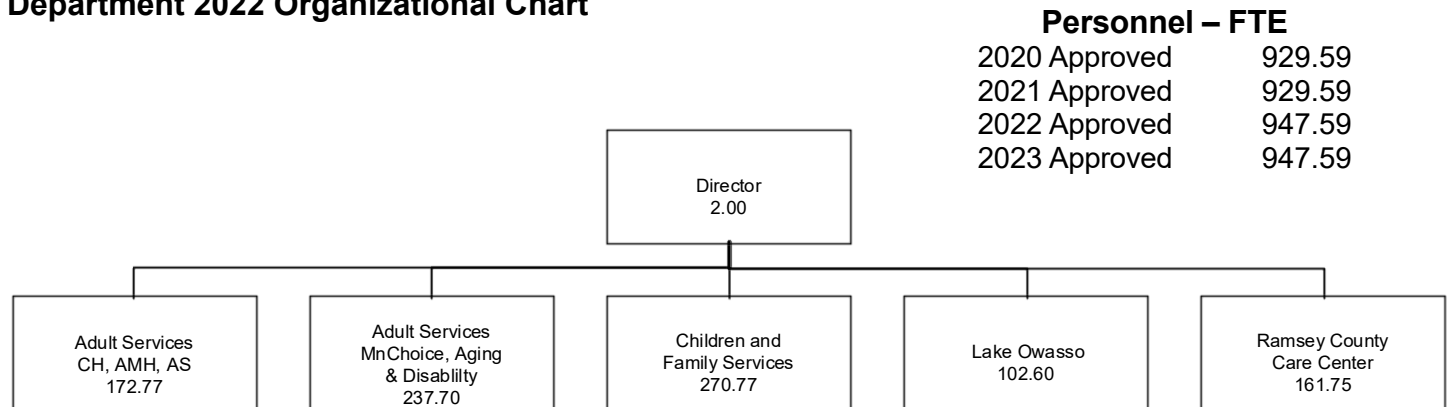 Department 2022 Organizational Chart
Personnel – FTE
2020 Approved 929.59
2021 Approved 929.59
2022 Approved 947.59
2023 Approved 947.59
Director
2.00
Adult Services
CH, AMH, AS
172.77
Adult Services
MnChoice, Aging
& Disablilty
237.70
Children and
Family Services
270.77
Lake Owasso
102.60
Ramsey County
Care Center
161.75